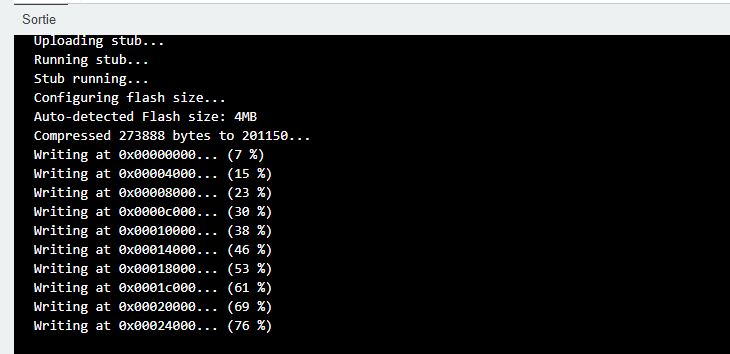 Sortie
Uploading stub...
Running stub...
Stub running...
Configuring flash size...
Auto-detected Flash size: 4MB
Compressed 273888 bytes to 201150...
Writing at 0x00000000... (7 %)
Writing at 0x00004000... (15 %)
Writing at 0x00008000... (23 %)
Writing at 0x0000c000... (30 %)
Writing at 0x00010000... (38 %)
Writing at 0x00014000... (46 %)
Writing at 0x00018000... (53 %)
Writing at 0x0001c000... (61 %)
Writing at 0x00020000... (69 %)
Writing at 0x00024000... (76 %)